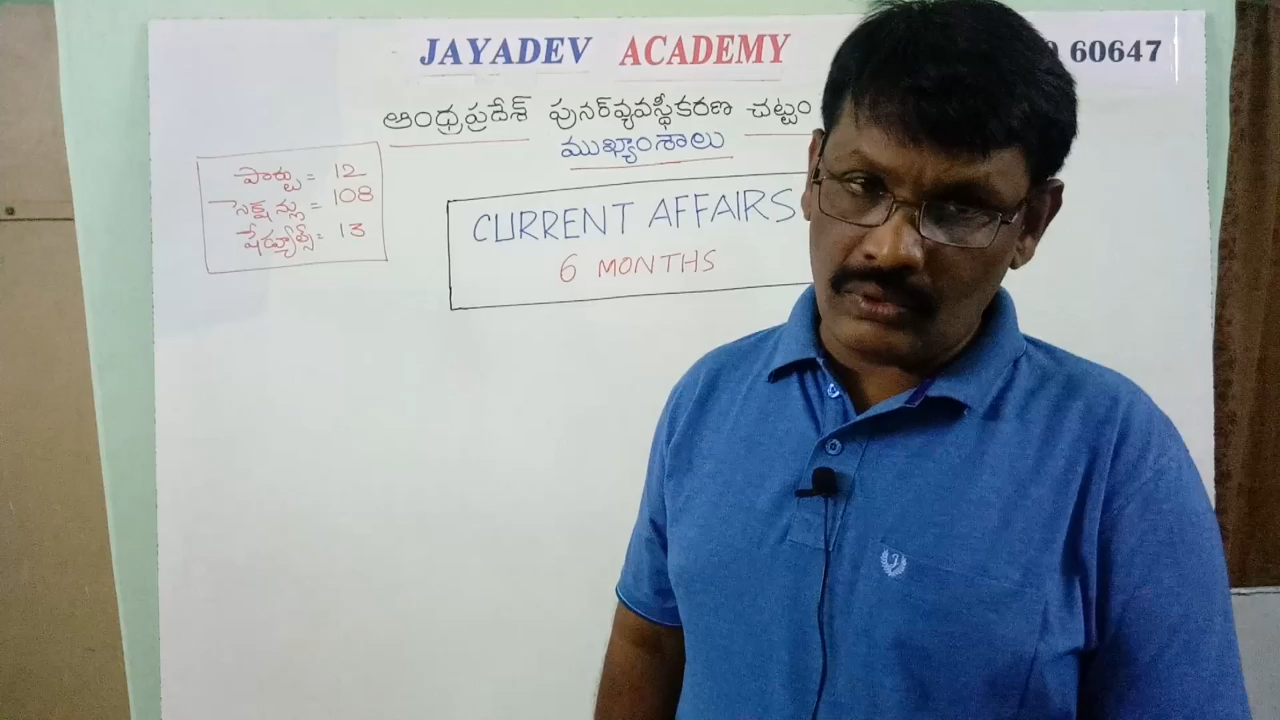 JAYADEV ACADEMY 60647
ఆంధ్రప్రదేశ్ పునర్వ్యవస్థీకరణ చట్టం
ముఖ్యాంశాలు
పార్టు = 12
సెక్షన్లు = 108
షెడ్యూల్స్ = 13
CURRENT AFFAIRS
6 MONTHS